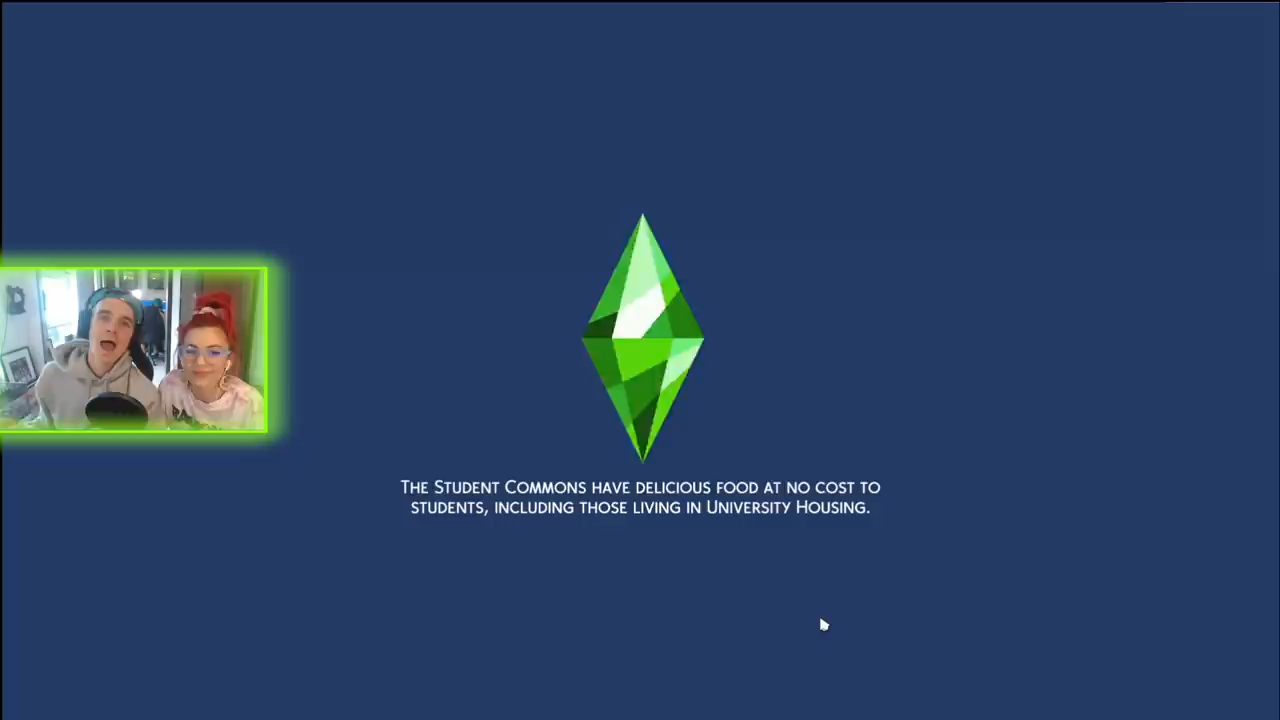 The Student Commons have delicious food at no cost to
students, including those living in University Housing.